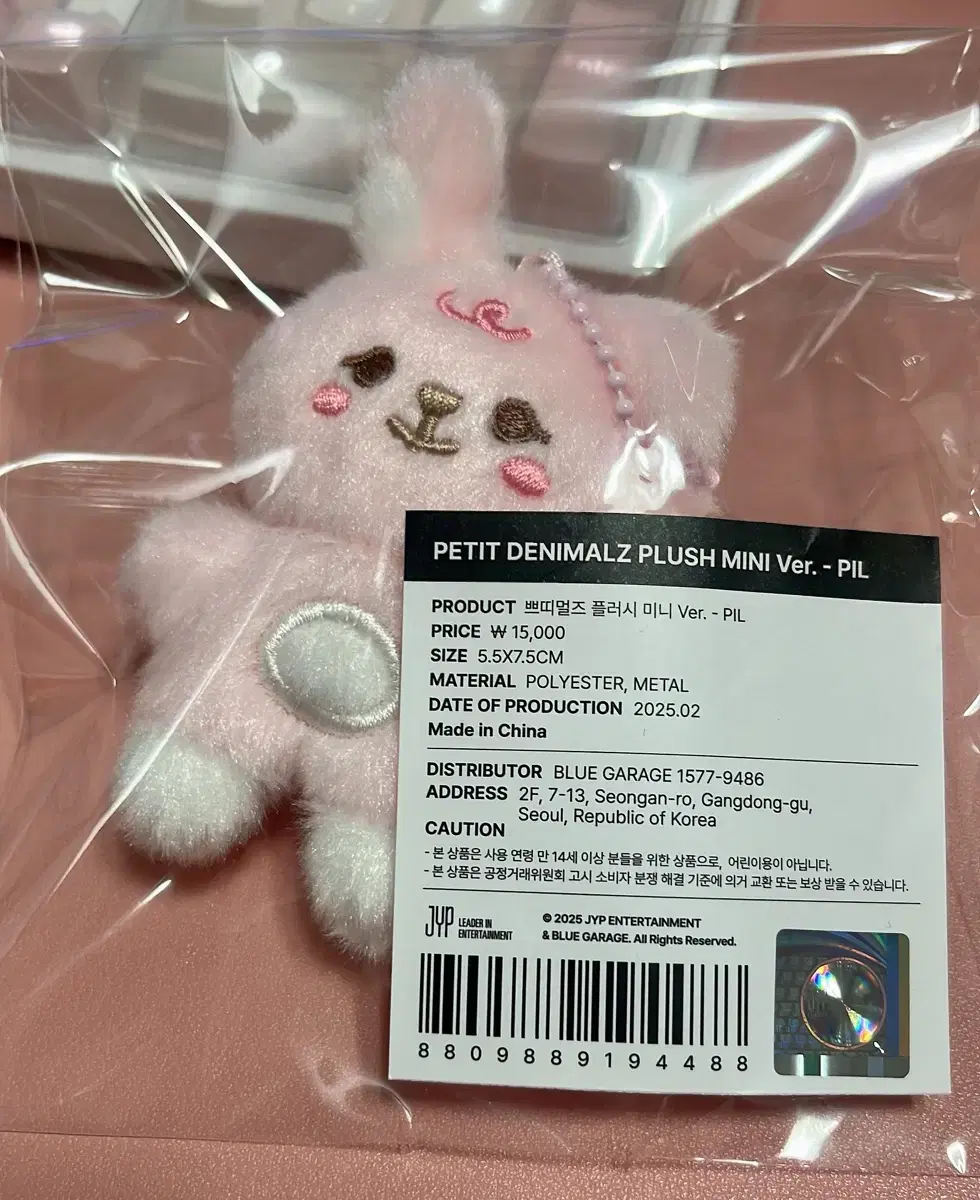 PETIT DENIMALZ PLUSH MINI Ver. - PIL
PRODUCT 쁘띠멀즈 플러시 미니 Ver. - PIL
PRICE ₩ 15,000
SIZE 5.5X7.5CM
MATERIAL POLYESTER, METAL
DATE OF PRODUCTION 2025.02
Made in China
DISTRIBUTOR BLUE GARAGE 1577-9486
ADDRESS 2F, 7-13, Seongan-ro, Gangdong-gu,
Seoul, Republic of Korea
CAUTION
- 본 상품은 사용 연령 만 14세 이상 분들을 위한 상품으로, 어린이용이 아닙니다.
- 본 상품은 공정거래위원회 고시 소비자 분쟁 해결 기준에 의거 교환 또는 보상 받을 수 있습니다.
JYP LEADER IN
ENTERTAINMENT
© 2025 JYP ENTERTAINMENT
& BLUE GARAGE. All Rights Reserved.
8809889194488